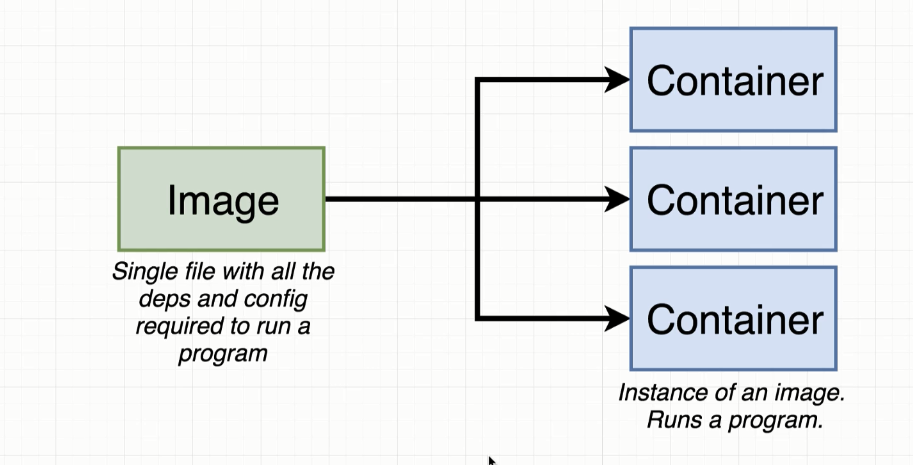 Image
Single file with all the
deps and config
required to run a
program
Container
Container
Container
Instance of an image.
Runs a program.